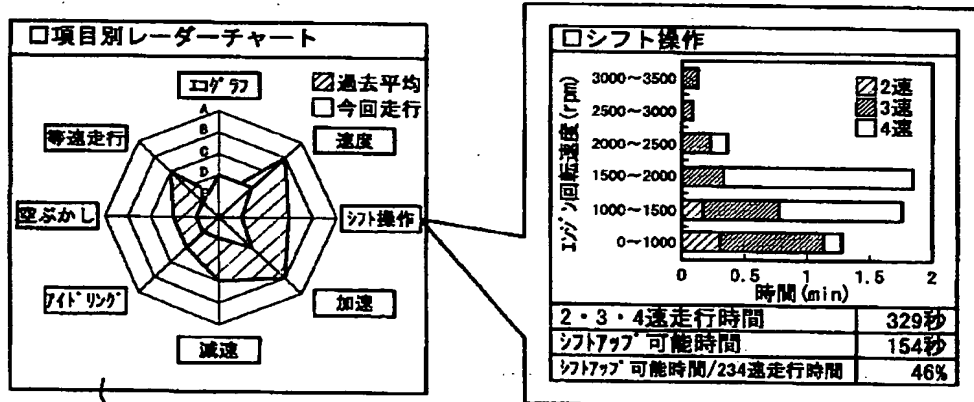 □項目別レーダーチャート
エコグラフ
過去平均
今回走行
A
B
C
D
E
等速走行
速度
空ぶかし
シフト操作
アイドリング
加速
減速
□シフト操作
エンジン回転速度(rpm)
3000～3500
2500～3000
2000～2500
1500～2000
1000～1500
0～1000
2速
3速
4速
0 0.5 1 1.5 2
時間(min)
2・3・4速走行時間 329秒
シフトアップ可能時間 154秒
シフトアップ可能時間/234速走行時間 46%